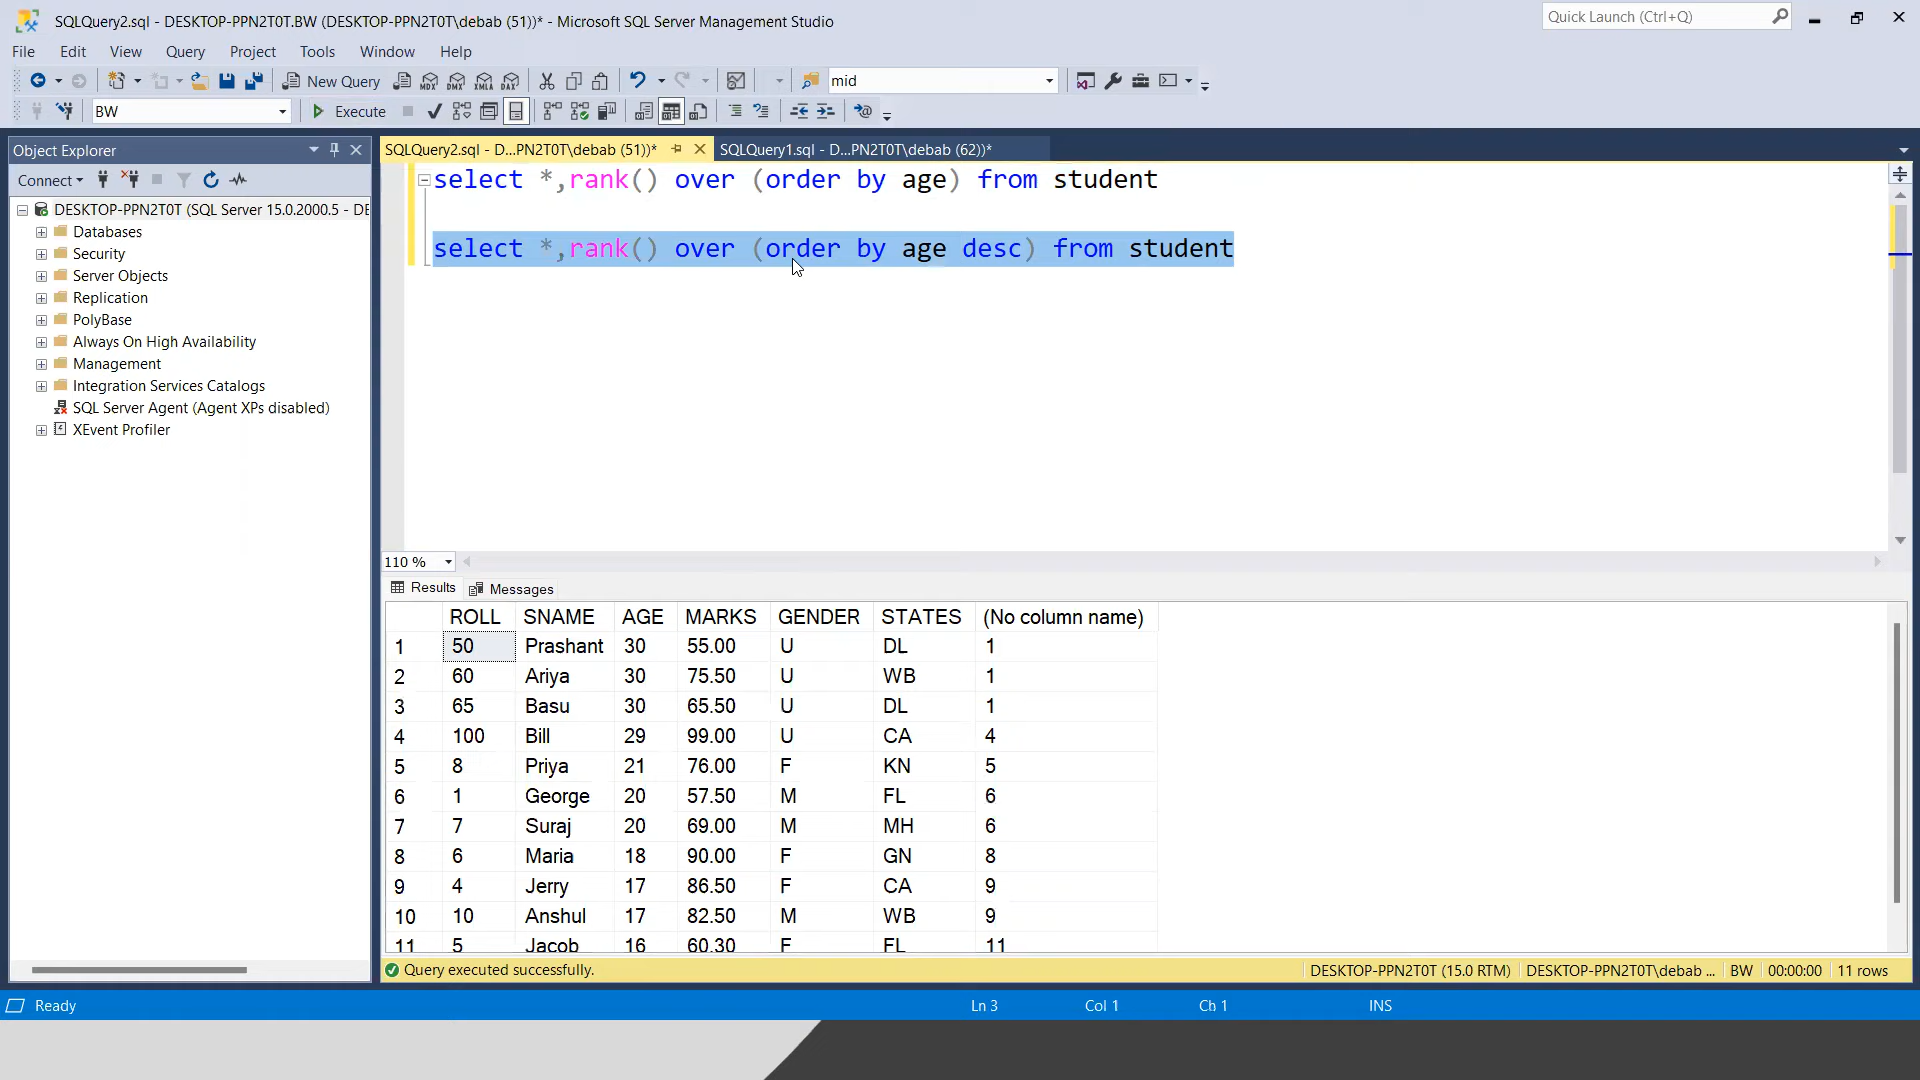 SQLQuery2.sql - DESKTOP-PPN2T0T.BW (DESKTOP-PPN2T0T\debab (51))* - Microsoft SQL Server Management Studio
Quick Launch (Ctrl+Q)
File Edit View Query Project Tools Window Help
New Query MDX DMX XMLA DAX mid
BW Execute
Object Explorer
SQLQuery2.sql - D...PN2T0T\debab (51))* SQLQuery1.sql - D...PN2T0T\debab (62))*
Connect
DESKTOP-PPN2T0T (SQL Server 15.0.2000.5 - DE
Databases
Security
Server Objects
Replication
PolyBase
Always On High Availability
Management
Integration Services Catalogs
SQL Server Agent (Agent XPs disabled)
XEvent Profiler
select *,rank() over (order by age) from student
select *,rank() over (order by age desc) from student
110 %
Results Messages
ROLL SNAME AGE MARKS GENDER STATES (No column name)
1 50 Prashant 30 55.00 U DL 1
2 60 Ariya 30 75.50 U WB 1
3 65 Basu 30 65.50 U DL 1
4 100 Bill 29 99.00 U CA 4
5 8 Priya 21 76.00 F KN 5
6 1 George 20 57.50 M FL 6
7 7 Suraj 20 69.00 M MH 6
8 6 Maria 18 90.00 F GN 8
9 4 Jerry 17 86.50 F CA 9
10 10 Anshul 17 82.50 M WB 9
11 5 Jacob 16 60.30 F FL 11
Query executed successfully. DESKTOP-PPN2T0T (15.0 RTM) DESKTOP-PPN2T0T\debab ... BW 00:00:00 11 rows
Ready Ln 3 Col 1 Ch 1 INS